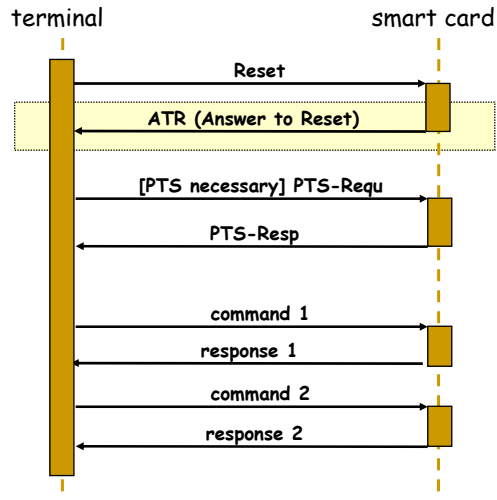 terminal
smart card
Reset
ATR (Answer to Reset)
[PTS necessary] PTS-Requ
PTS-Resp
command 1
response 1
command 2
response 2